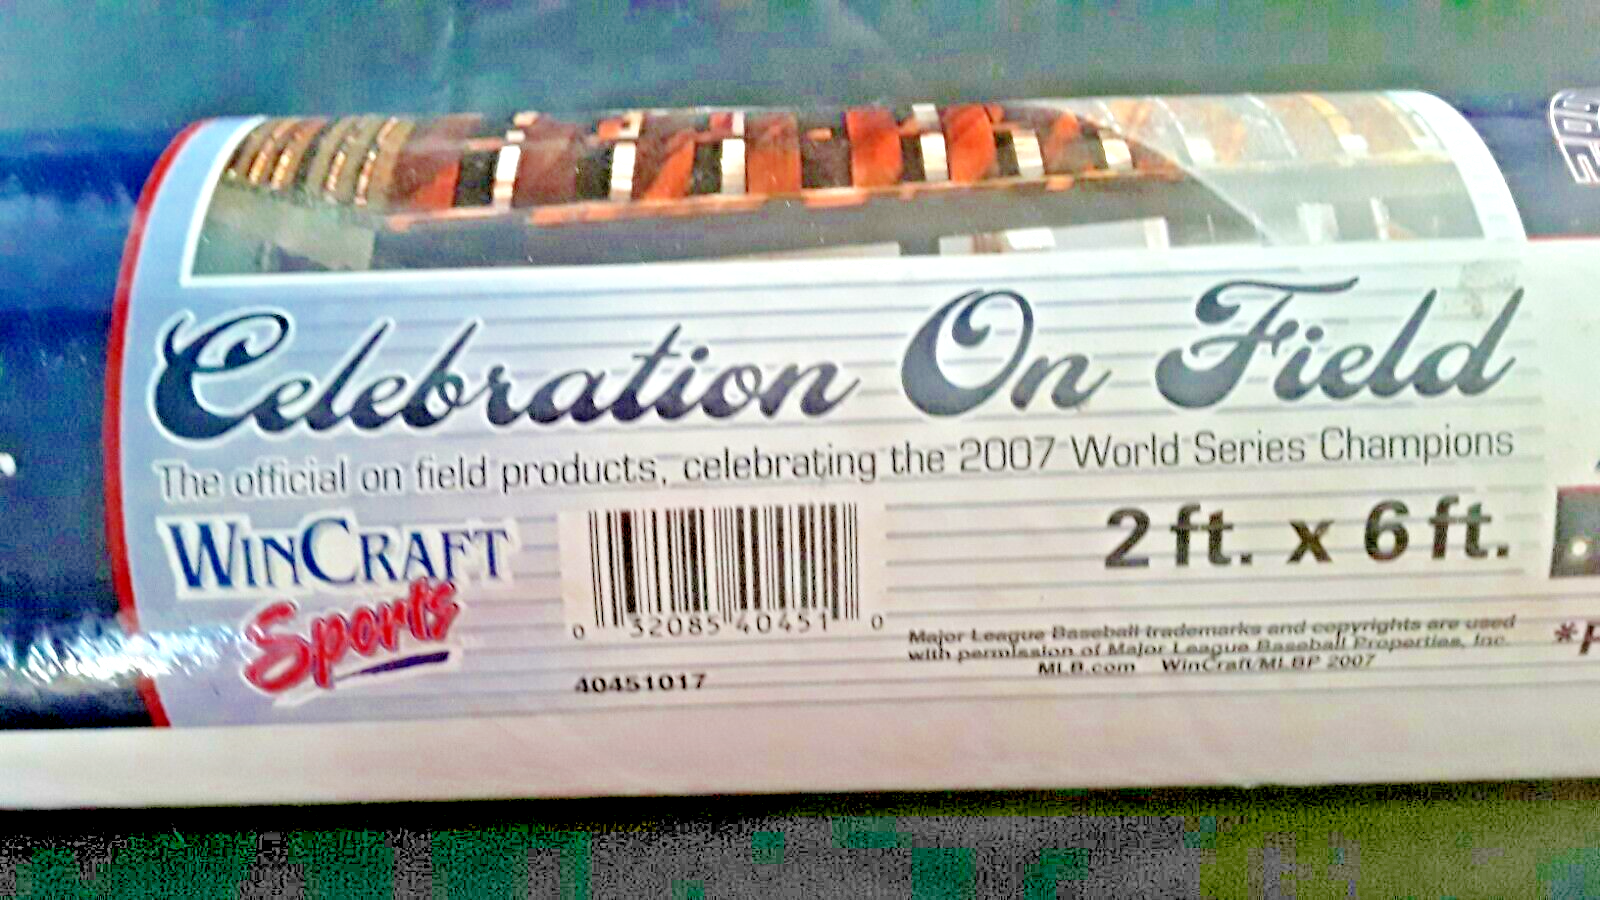 Celebration On Field
The official on field products, celebrating the 2007 World Series Champions
WINCRAFT
Sports
2 ft. x 6 ft.
0 32085 40451 0
40451017
Major League Baseball trademarks and copyrights are used
with permission of Major League Baseball Properties, Inc.
MLB.com WinCraft/MLBP 2007